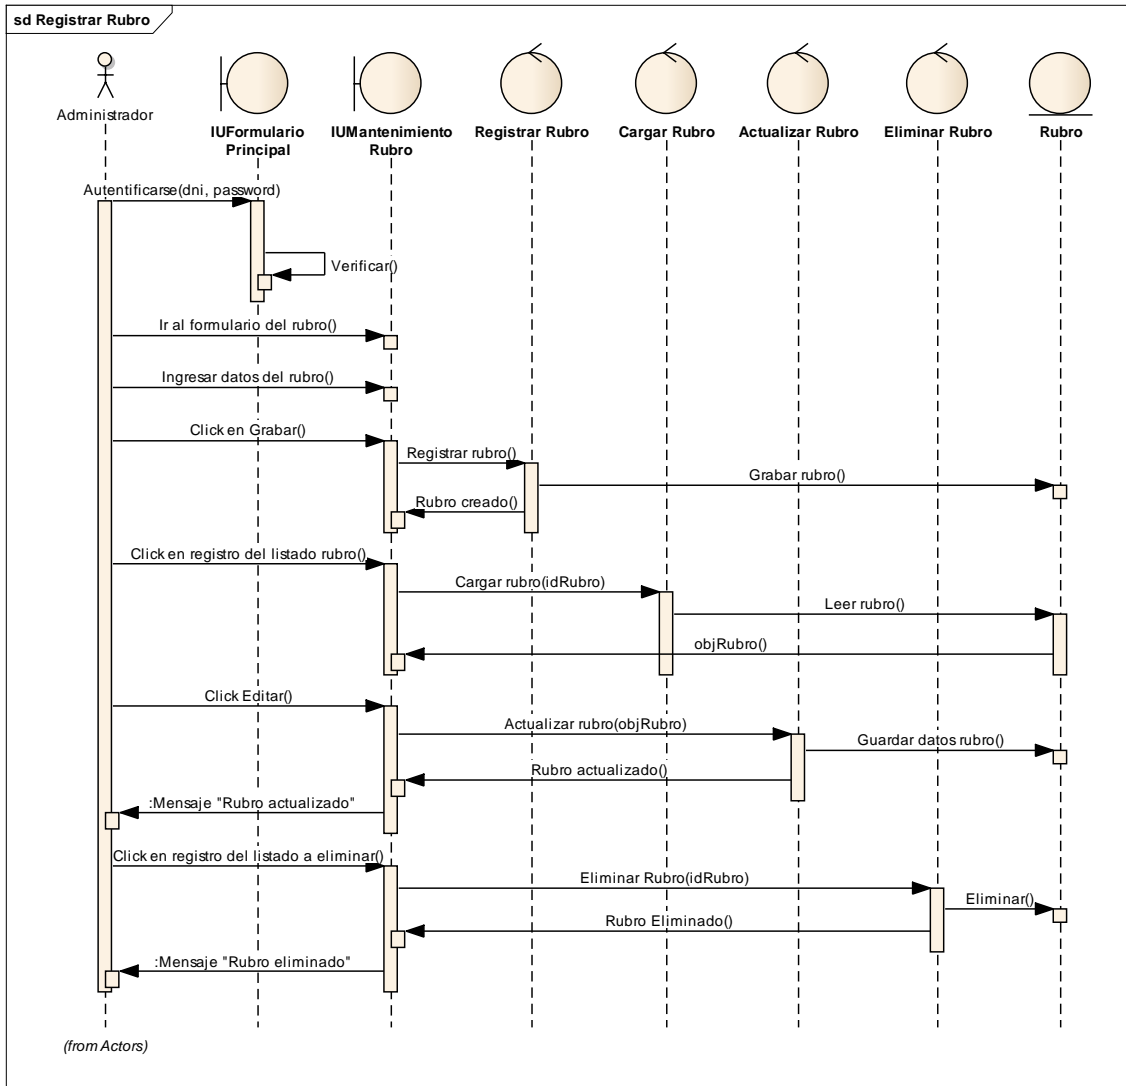 sd Registrar Rubro
Administrador
IUFormulario
Principal
IUMantenimiento
Rubro
Registrar Rubro
Cargar Rubro
Actualizar Rubro
Eliminar Rubro
Rubro
Autentificarse(dni, password)
Verificar()
Ir al formulario del rubro()
Ingresar datos del rubro()
Click en Grabar()
Registrar rubro()
Grabar rubro()
Rubro creado()
Click en registro del listado rubro()
Cargar rubro(idRubro)
Leer rubro()
objRubro()
Click Editar()
Actualizar rubro(objRubro)
Guardar datos rubro()
Rubro actualizado()
:Mensaje "Rubro actualizado"
Click en registro del listado a eliminar()
Eliminar Rubro(idRubro)
Eliminar()
Rubro Eliminado()
:Mensaje "Rubro eliminado"
(from Actors)